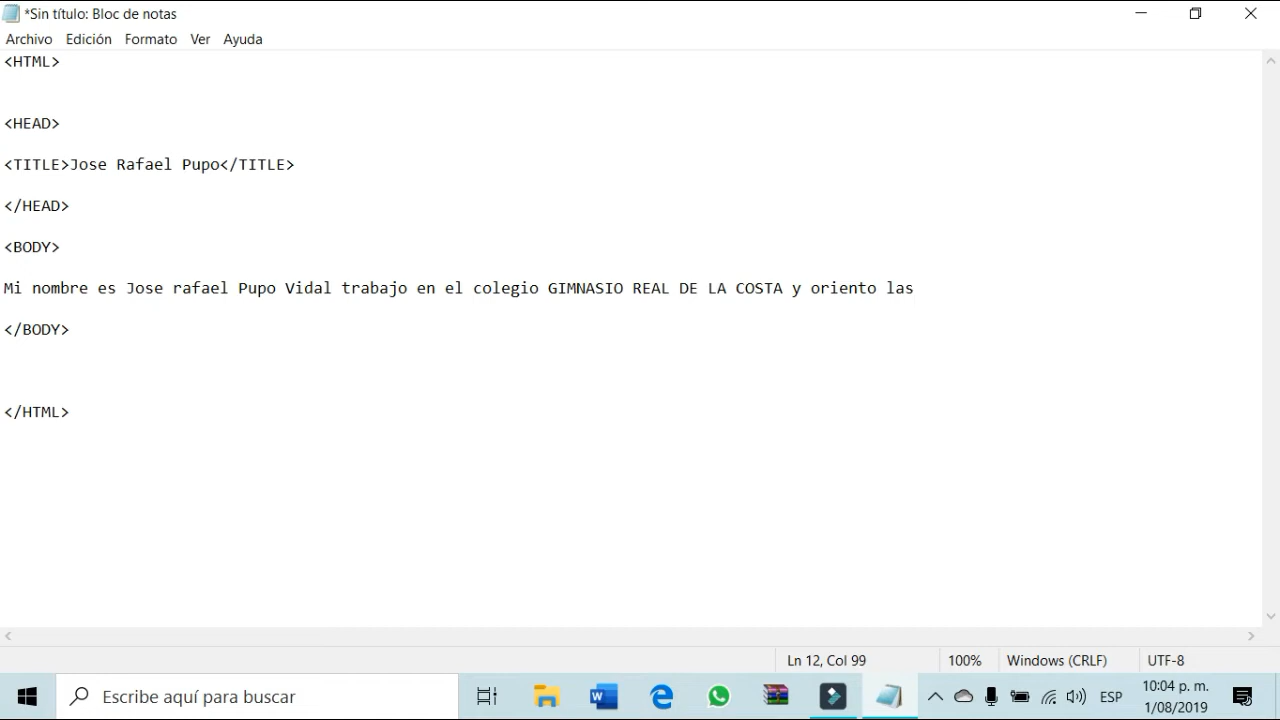 *Sin título: Bloc de notas
Archivo Edición Formato Ver Ayuda
<HTML>
<HEAD>
<TITLE>Jose Rafael Pupo</TITLE>
</HEAD>
<BODY>
Mi nombre es Jose rafael Pupo Vidal trabajo en el colegio GIMNASIO REAL DE LA COSTA y oriento las
</BODY>
</HTML>
Ln 12, Col 99 100% Windows (CRLF) UTF-8
Escribe aquí para buscar
W
ESP
10:04 p. m.
1/08/2019